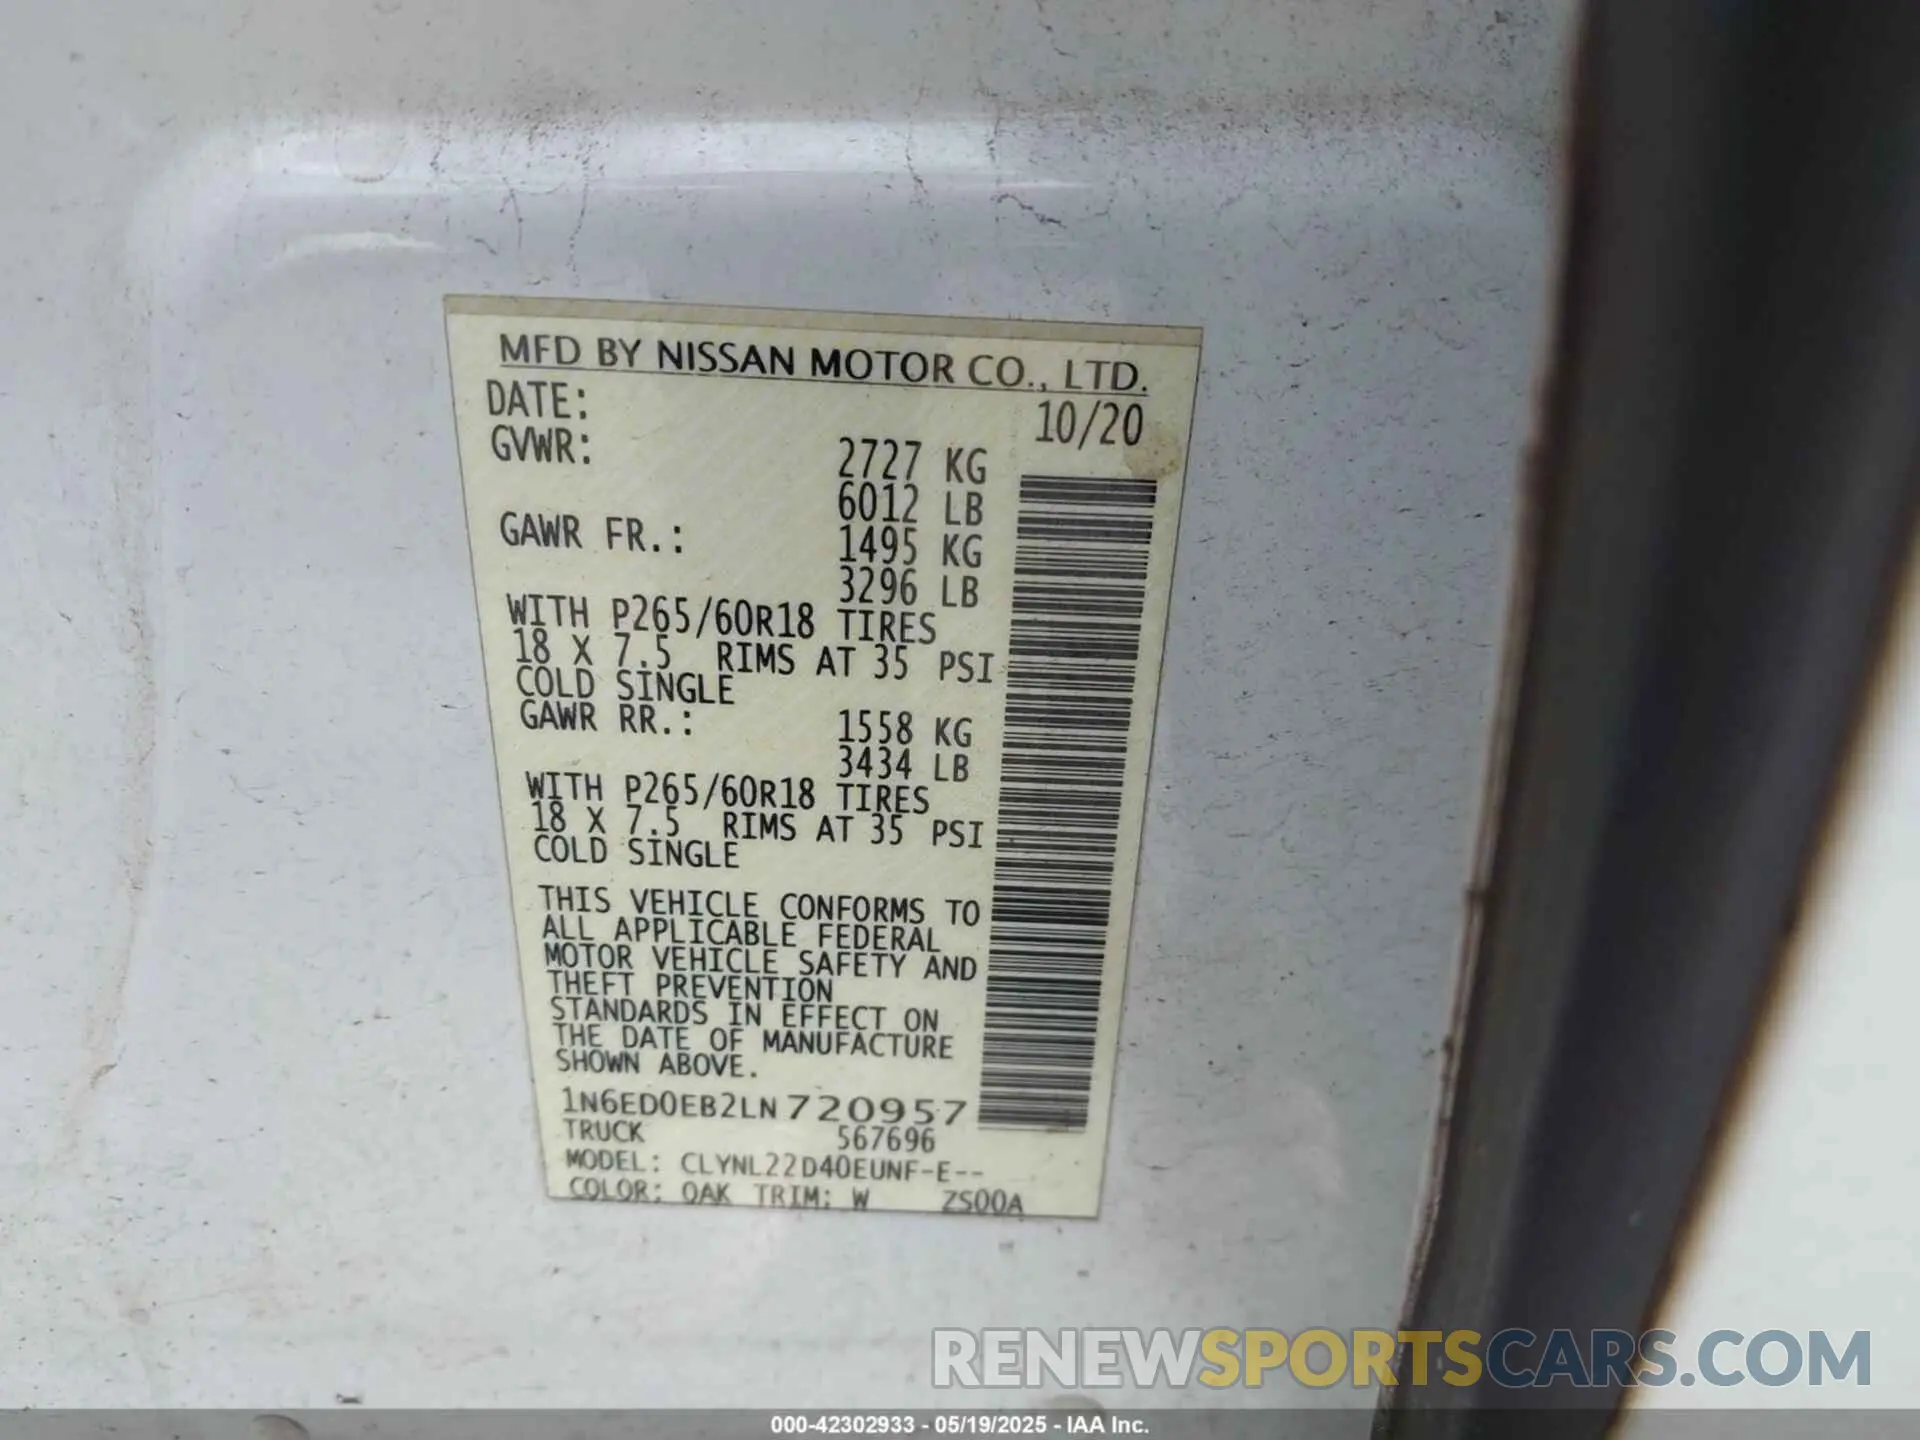 MFD BY NISSAN MOTOR CO., LTD.
DATE: 10/20
GVWR: 2727 KG
6012 LB
GAWR FR.: 1495 KG
3296 LB
WITH P265/60R18 TIRES
18 X 7.5 RIMS AT 35 PSI
COLD SINGLE
GAWR RR.: 1558 KG
3434 LB
WITH P265/60R18 TIRES
18 X 7.5 RIMS AT 35 PSI
COLD SINGLE
THIS VEHICLE CONFORMS TO
ALL APPLICABLE FEDERAL
MOTOR VEHICLE SAFETY AND
THEFT PREVENTION
STANDARDS IN EFFECT ON
THE DATE OF MANUFACTURE
SHOWN ABOVE.
1N6ED0EB2LN720957
TRUCK 567696
MODEL: CLYNL22D40EUNF-E--
COLOR: QAK TRIM: W ZS00A
RENEWSPORTSCARS.COM
000-42302933 - 05/19/2025 - IAA Inc.